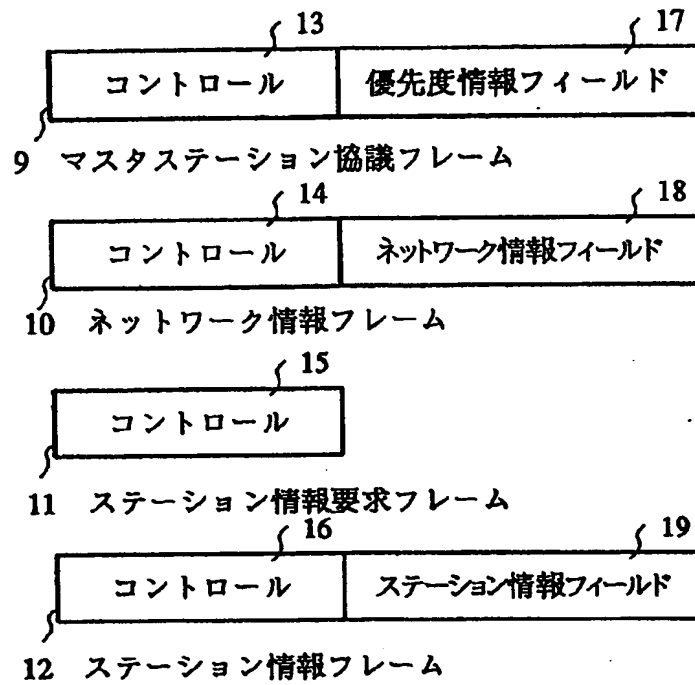 13 17
コントロール 優先度情報フィールド
9 マスタステーション協議フレーム
14 18
コントロール ネットワーク情報フィールド
10 ネットワーク情報フレーム
15
コントロール
11 ステーション情報要求フレーム
16 19
コントロール ステーション情報フィールド
12 ステーション情報フレーム